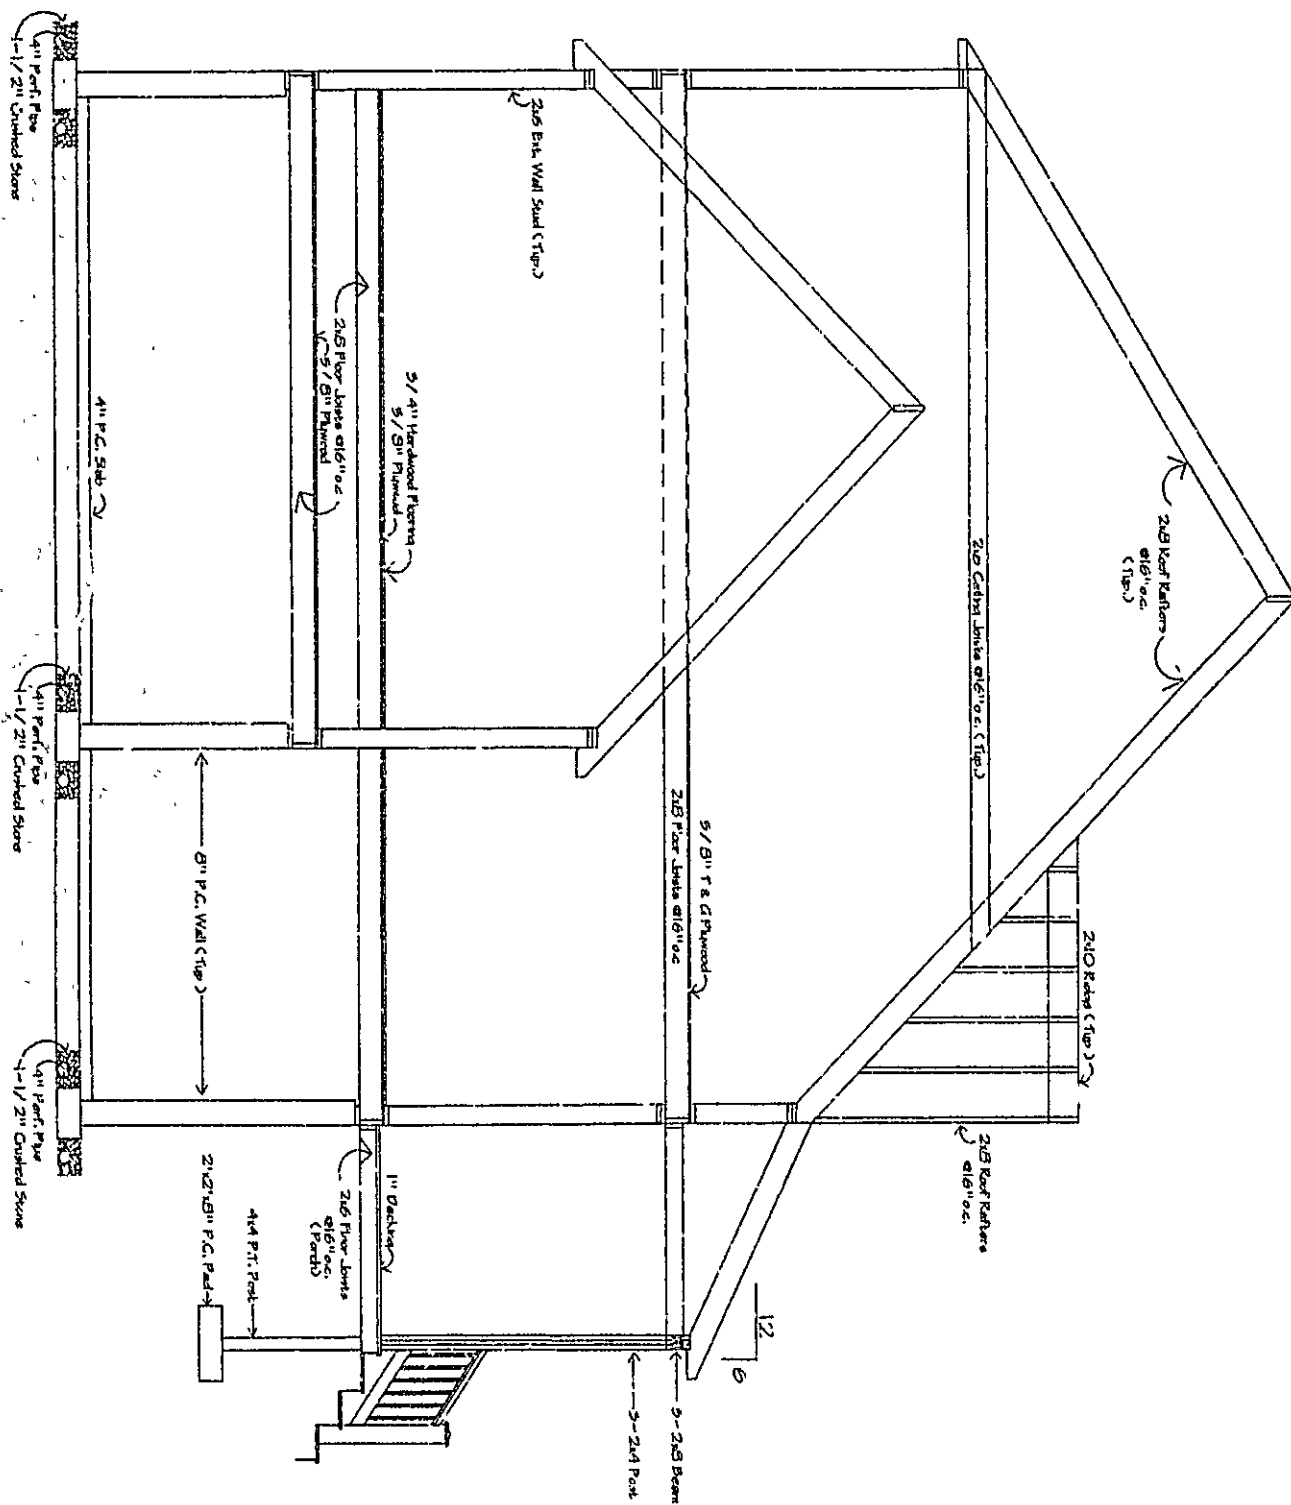 2x8 Roof Rafters
@16" o.c.
(Typ.)
2x8 Ceiling Joists @16" o.c. (Typ.)
2x10 Ridge (Typ.)
2x8 Roof Rafters
@16" o.c.
12
6
5/8" T & G Plywood
2x8 Floor Joists @16" o.c
3-2x8 Beam
3-2x4 Post
2x6 Ext. Wall Stud (Typ.)
3/4" Hardwood Flooring
5/8" Plywood
2x8 Floor Joists @16" o.c
5/8" Plywood
1" Decking
2x6 Floor Joists
@16" o.c.
(Porch)
4x4 P.T. Post
2'x2'x8" P.C. Pad
8" P.C. Wall (Typ.)
4" P.C. Slab
4" Perf. Pipe
1-1/2" Crushed Stone
4" Perf. Pipe
1-1/2" Crushed Stone
4" Perf. Pipe
1-1/2" Crushed Stone